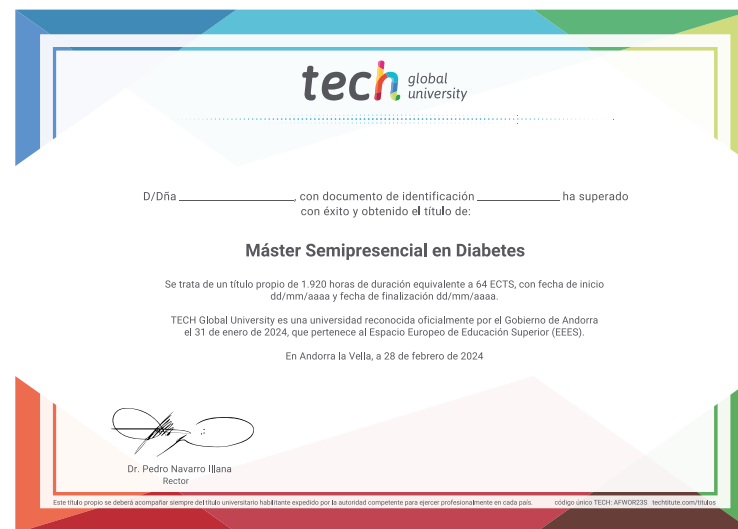 tech global university
D/Dña ____________, con documento de identificación ____________ ha superado
con éxito y obtenido el título de:
Máster Semipresencial en Diabetes
Se trata de un título propio de 1.920 horas de duración equivalente a 64 ECTS, con fecha de inicio
dd/mm/aaaa y fecha de finalización dd/mm/aaaa.
TECH Global University es una universidad reconocida oficialmente por el Gobierno de Andorra
el 31 de enero de 2024, que pertenece al Espacio Europeo de Educación Superior (EEES).
En Andorra la Vella, a 28 de febrero de 2024
Dr. Pedro Navarro Illana
Rector
Este título propio se deberá acompañar siempre del título universitario habilitante expedido por la autoridad competente para ejercer profesionalmente en cada país. código único TECH: AFWOR23S techtitute.com/titulos